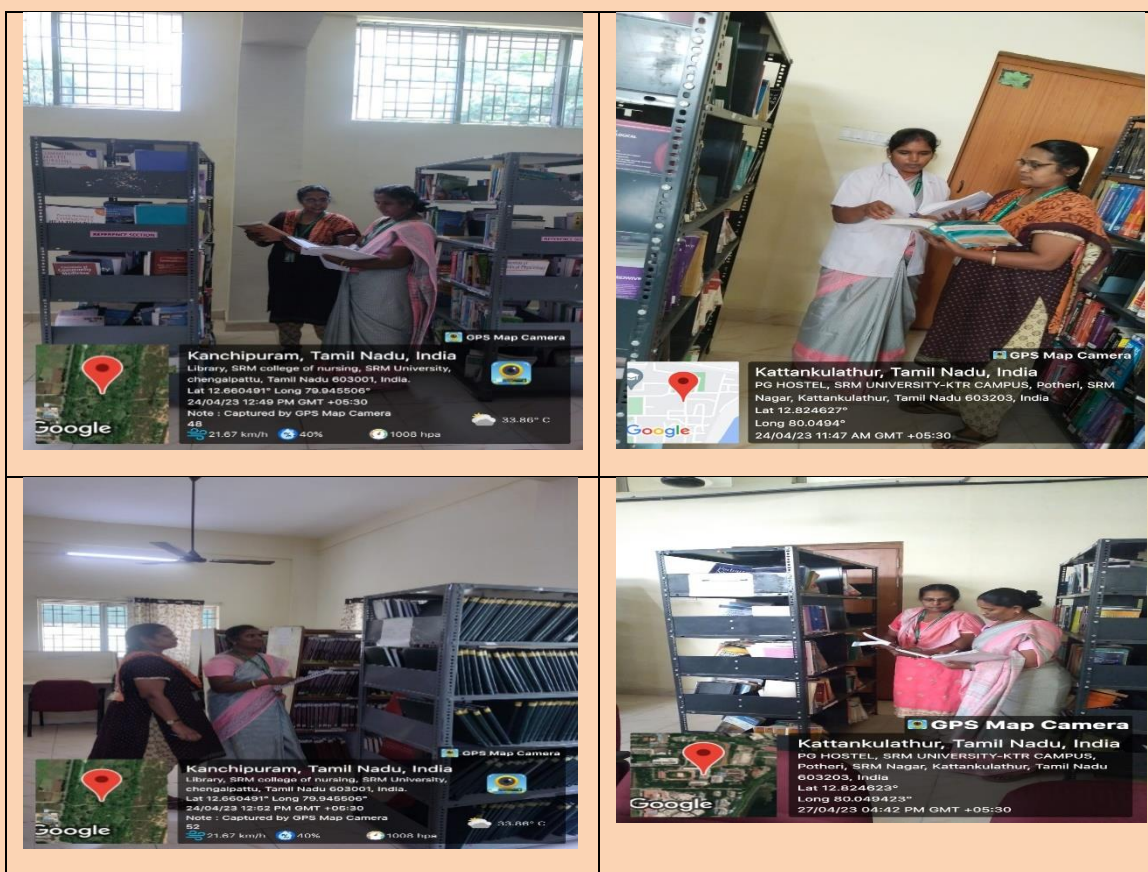 REFERENCE SECTION
GPS Map Camera
Kanchipuram, Tamil Nadu, India
Library, SRM college of nursing, SRM University,
chengalpattu, Tamil Nadu 603001, India.
Lat 12.660491° Long 79.945506°
24/04/23 12:49 PM GMT +05:30
Note : Captured by GPS Map Camera
48
21.67 km/h 40% 1008 hpa
33.86° C
Google
GPS Map Camera
Kattankulathur, Tamil Nadu, India
PG HOSTEL, SRM UNIVERSITY-KTR CAMPUS, Potheri, SRM
Nagar, Kattankulathur, Tamil Nadu 603203, India
Lat 12.824627°
Long 80.0494°
24/04/23 11:47 AM GMT +05:30
Google
GPS Map Camera
Kanchipuram, Tamil Nadu, India
Library, SRM college of nursing, SRM University,
chengalpattu, Tamil Nadu 603001, India.
Lat 12.660491° Long 79.945506°
24/04/23 12:52 PM GMT +05:30
Note : Captured by GPS Map Camera
52
21.67 km/h 40% 1008 hpa
33.86° C
Google
GPS Map Camera
Kattankulathur, Tamil Nadu, India
PG HOSTEL, SRM UNIVERSITY-KTR CAMPUS,
Potheri, SRM Nagar, Kattankulathur, Tamil Nadu
603203, India
Lat 12.824623°
Long 80.049423°
27/04/23 04:42 PM GMT +05:30
Google